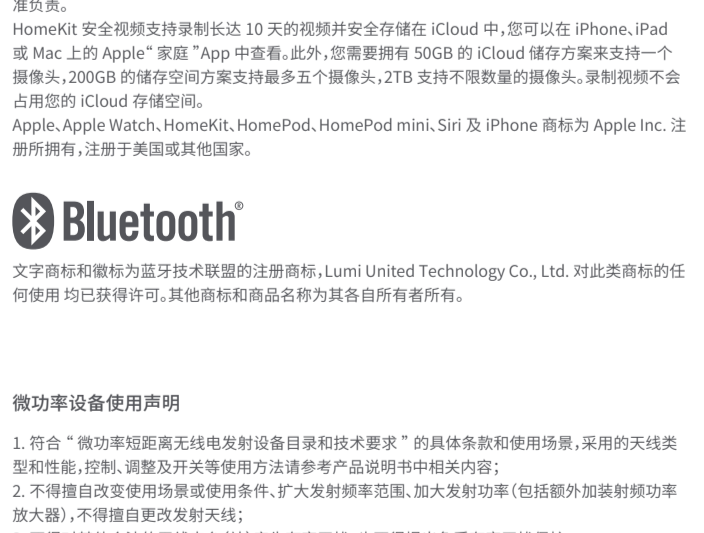 准负责。
HomeKit 安全视频支持录制长达 10 天的视频并安全存储在 iCloud 中,您可以在 iPhone、iPad
或 Mac 上的 Apple“ 家庭 ”App 中查看。此外,您需要拥有 50GB 的 iCloud 储存方案来支持一个
摄像头,200GB 的储存空间方案支持最多五个摄像头,2TB 支持不限数量的摄像头。录制视频不会
占用您的 iCloud 存储空间。
Apple、Apple Watch、HomeKit、HomePod、HomePod mini、Siri 及 iPhone 商标为 Apple Inc. 注
册所拥有,注册于美国或其他国家。
Bluetooth®
文字商标和徽标为蓝牙技术联盟的注册商标,Lumi United Technology Co., Ltd. 对此类商标的任
何使用 均已获得许可。其他商标和商品名称为其各自所有者所有。
微功率设备使用声明
1. 符合 “ 微功率短距离无线电发射设备目录和技术要求 ” 的具体条款和使用场景,采用的天线类
型和性能,控制、调整及开关等使用方法请参考产品说明书中相关内容;
2. 不得擅自改变使用场景或使用条件、扩大发射频率范围、加大发射功率(包括额外加装射频功率
放大器),不得擅自更改发射天线;